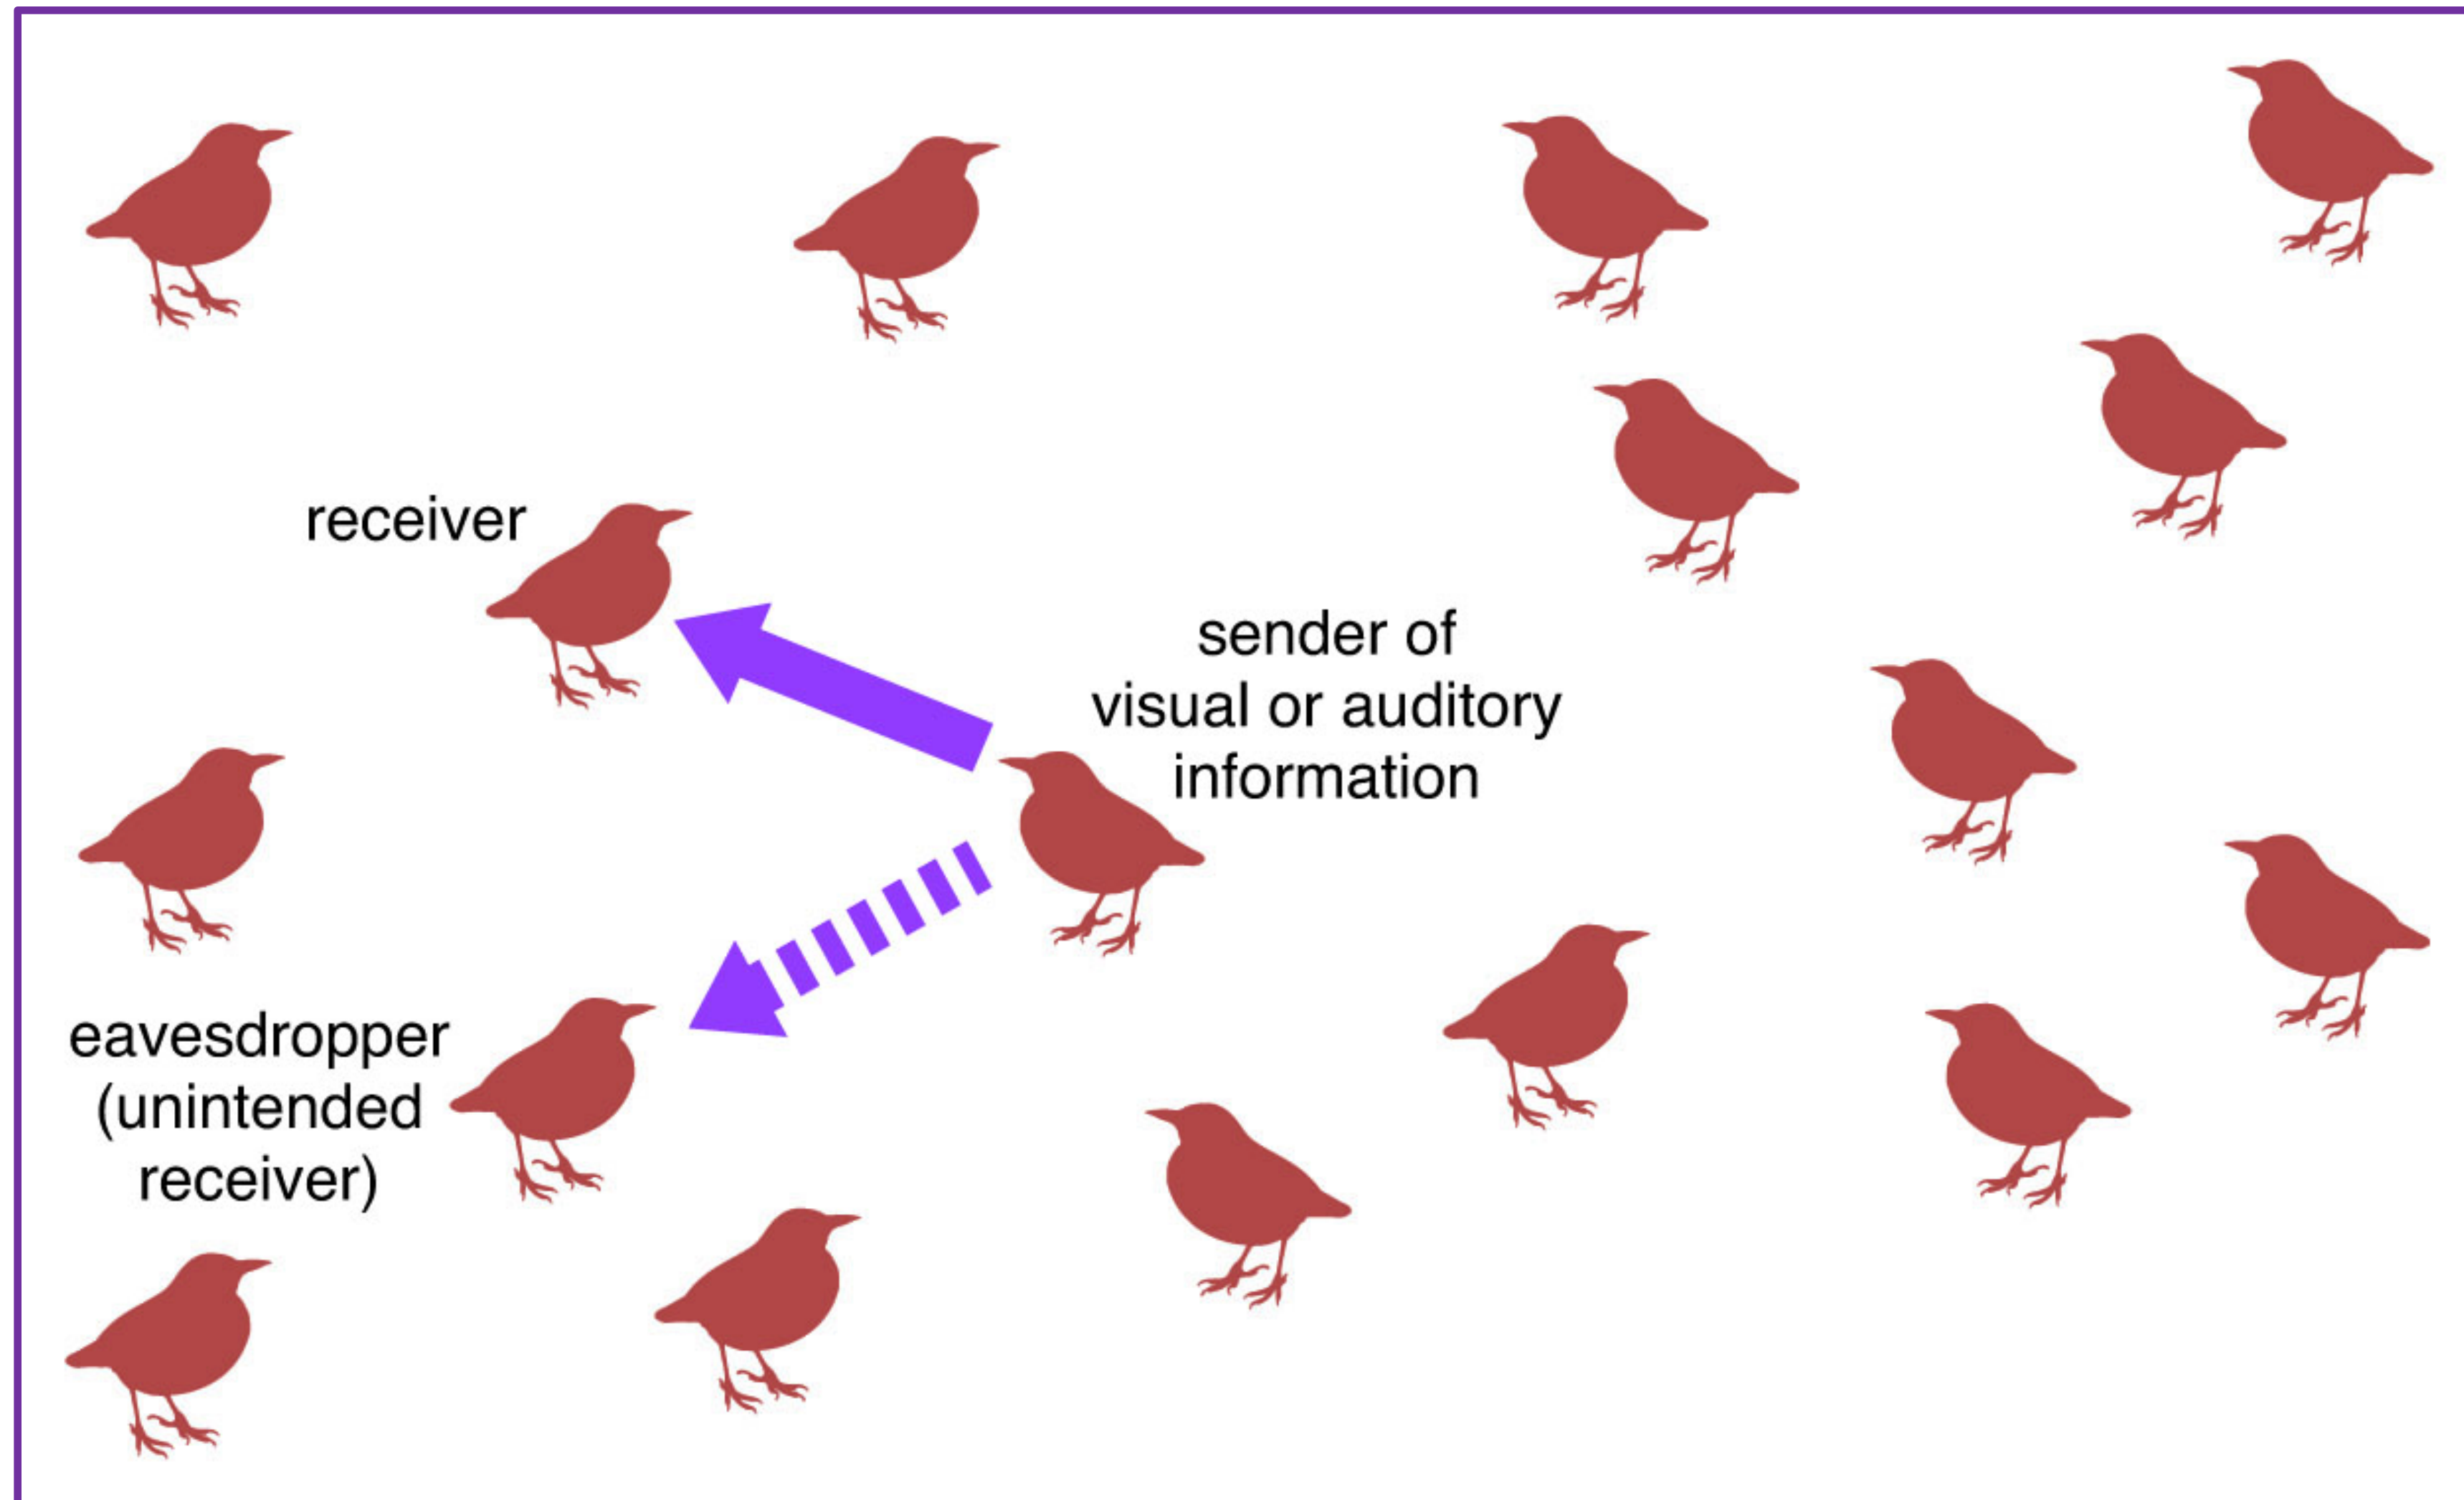 receiver
sender of
visual or auditory
information
eavesdropper
(unintended
receiver)